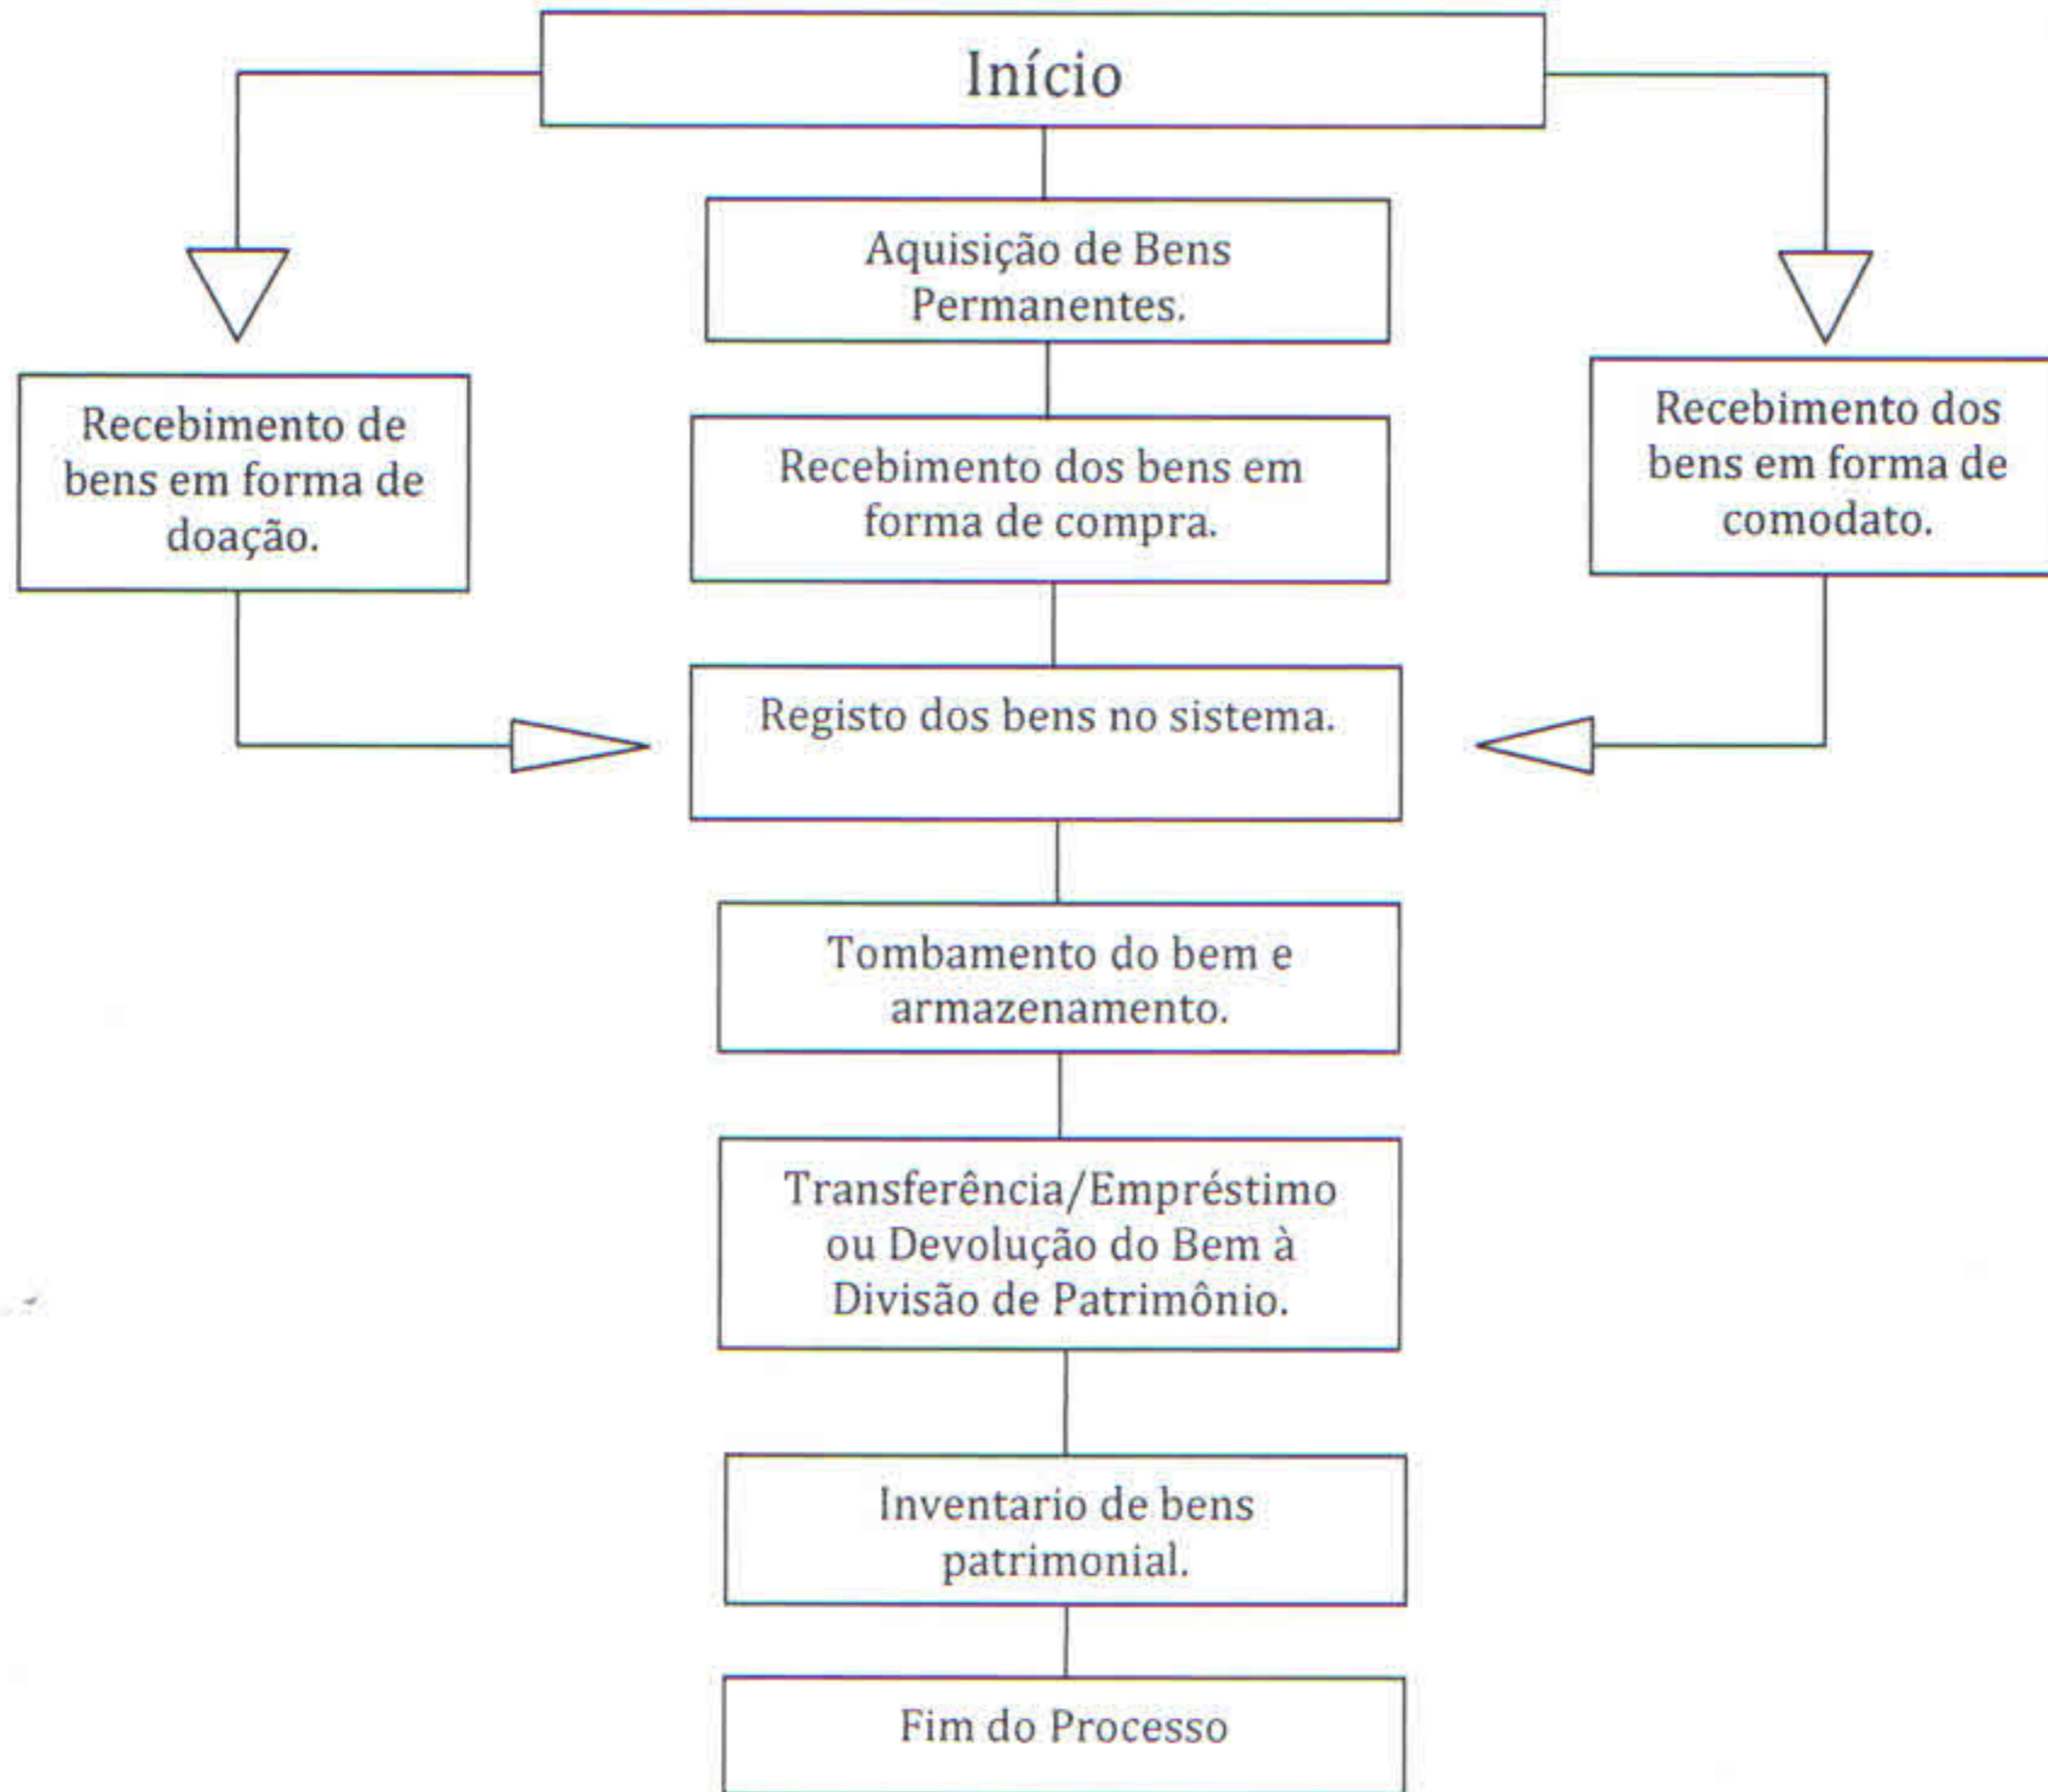 Início
Aquisição de Bens
Permanentes.
Recebimento de
bens em forma de
doação.
Recebimento dos bens em
forma de compra.
Recebimento dos
bens em forma de
comodato.
Registo dos bens no sistema.
Tombamento do bem e
armazenamento.
Transferência/Empréstimo
ou Devolução do Bem à
Divisão de Patrimônio.
Inventario de bens
patrimonial.
Fim do Processo